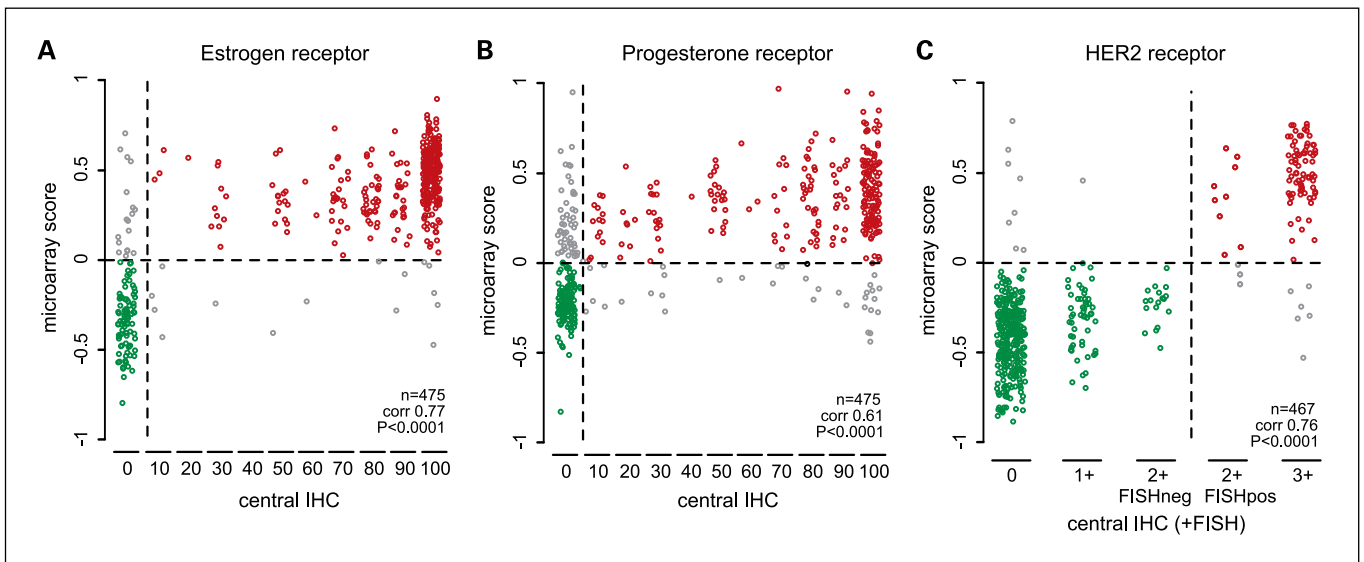 A
Estrogen receptor
microarray score
1
0.5
0
-0.5
-1
n=475
corr 0.77
P<0.0001
0 10 20 30 40 50 60 70 80 90 100
central IHC
B
Progesterone receptor
microarray score
1
0.5
0
-0.5
-1
n=475
corr 0.61
P<0.0001
0 10 20 30 40 50 60 70 80 90 100
central IHC
C
HER2 receptor
microarray score
1
0.5
0
-0.5
-1
n=467
corr 0.76
P<0.0001
0 1+ 2+ 2+ 3+
FISHneg FISHpos
central IHC (+FISH)